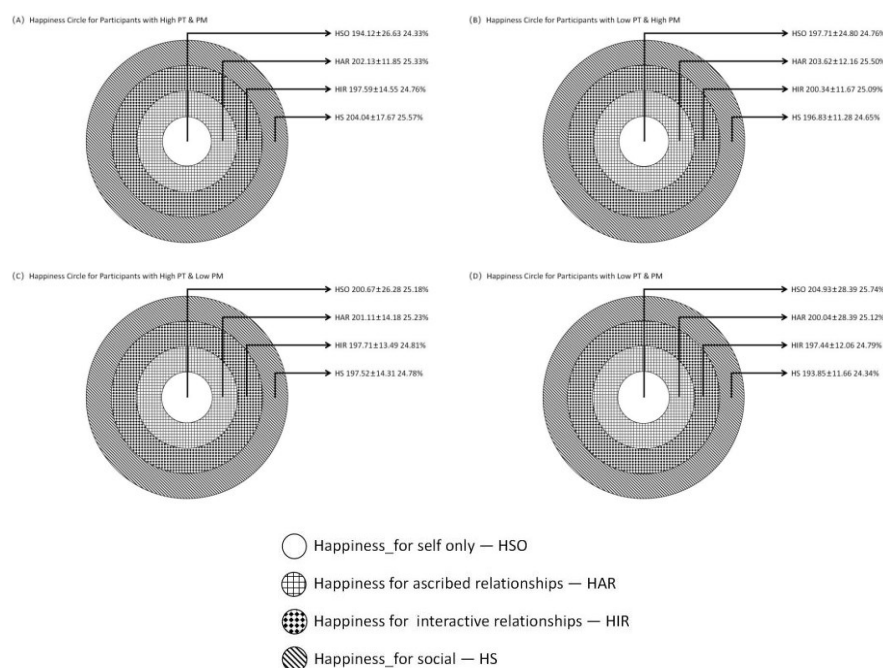 (A) Happiness Circle for Participants with High PT & PM
HSO 194.12±26.63 24.33%
HAR 202.13±11.85 25.33%
HIR 197.59±14.55 24.76%
HS 204.04±17.67 25.57%
(B) Happiness Circle for Participants with Low PT & High PM
HSO 197.71±24.80 24.76%
HAR 203.62±12.16 25.50%
HIR 200.34±11.67 25.09%
HS 196.83±11.28 24.65%
(C) Happiness Circle for Participants with High PT & Low PM
HSO 200.67±26.28 25.18%
HAR 201.11±14.18 25.23%
HIR 197.71±13.49 24.81%
HS 197.52±14.31 24.78%
(D) Happiness Circle for Participants with Low PT & PM
HSO 204.93±28.39 25.74%
HAR 200.04±28.39 25.12%
HIR 197.44±12.06 24.79%
HS 193.85±11.66 24.34%
Happiness_for self only — HSO
Happiness for ascribed relationships — HAR
Happiness for interactive relationships — HIR
Happiness_for social — HS